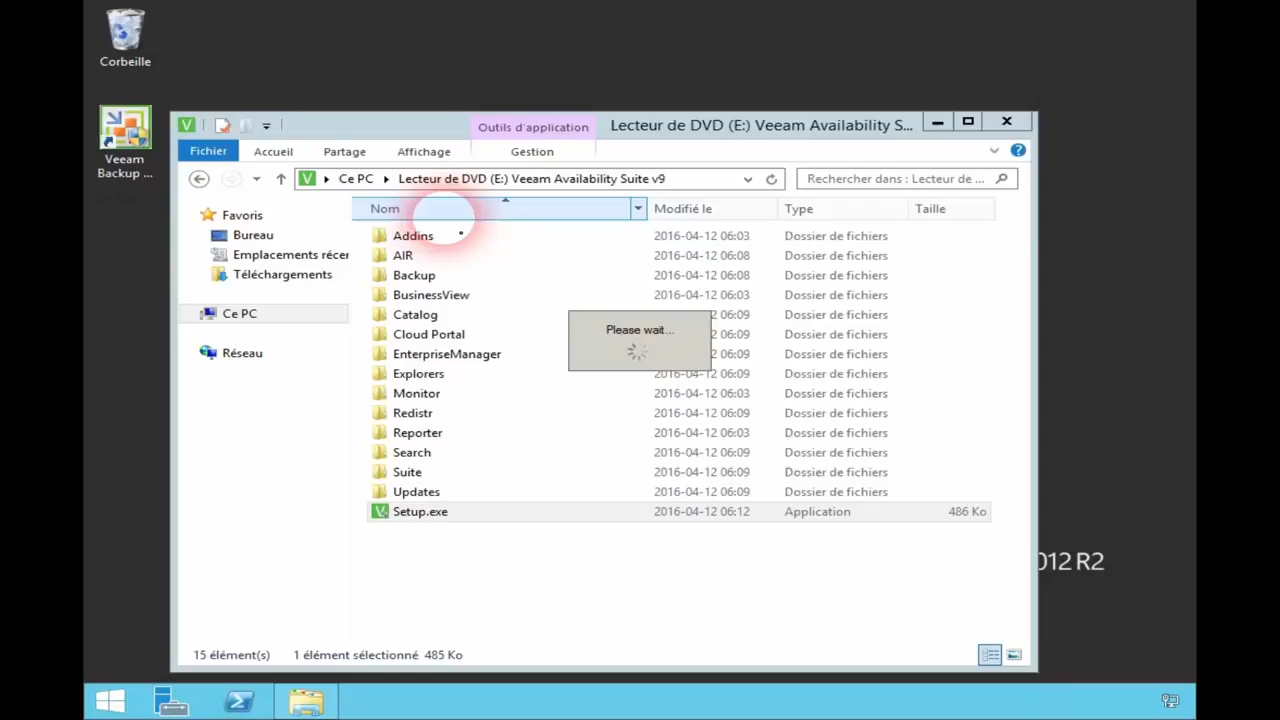 Corbeille
Veeam
Backup ...
Outils d'application
Lecteur de DVD (E:) Veeam Availability S...
Fichier
Accueil
Partage
Affichage
Gestion
Ce PC
Lecteur de DVD (E:) Veeam Availability Suite v9
Rechercher dans : Lecteur de ...
Nom
Modifié le
Type
Taille
Favoris
Bureau
Emplacements récer
Téléchargements
Ce PC
Réseau
Addins 2016-04-12 06:03 Dossier de fichiers
AIR 2016-04-12 06:08 Dossier de fichiers
Backup 2016-04-12 06:08 Dossier de fichiers
BusinessView 2016-04-12 06:03 Dossier de fichiers
Catalog 2 06:09 Dossier de fichiers
Cloud Portal 2 06:09 Dossier de fichiers
EnterpriseManager 2 06:09 Dossier de fichiers
Explorers 2016-04-12 06:09 Dossier de fichiers
Monitor 2016-04-12 06:03 Dossier de fichiers
Redistr 2016-04-12 06:09 Dossier de fichiers
Reporter 2016-04-12 06:03 Dossier de fichiers
Search 2016-04-12 06:09 Dossier de fichiers
Suite 2016-04-12 06:09 Dossier de fichiers
Updates 2016-04-12 06:09 Dossier de fichiers
Setup.exe 2016-04-12 06:12 Application 486 Ko
Please wait...
012 R2
15 élément(s)
1 élément sélectionné 485 Ko